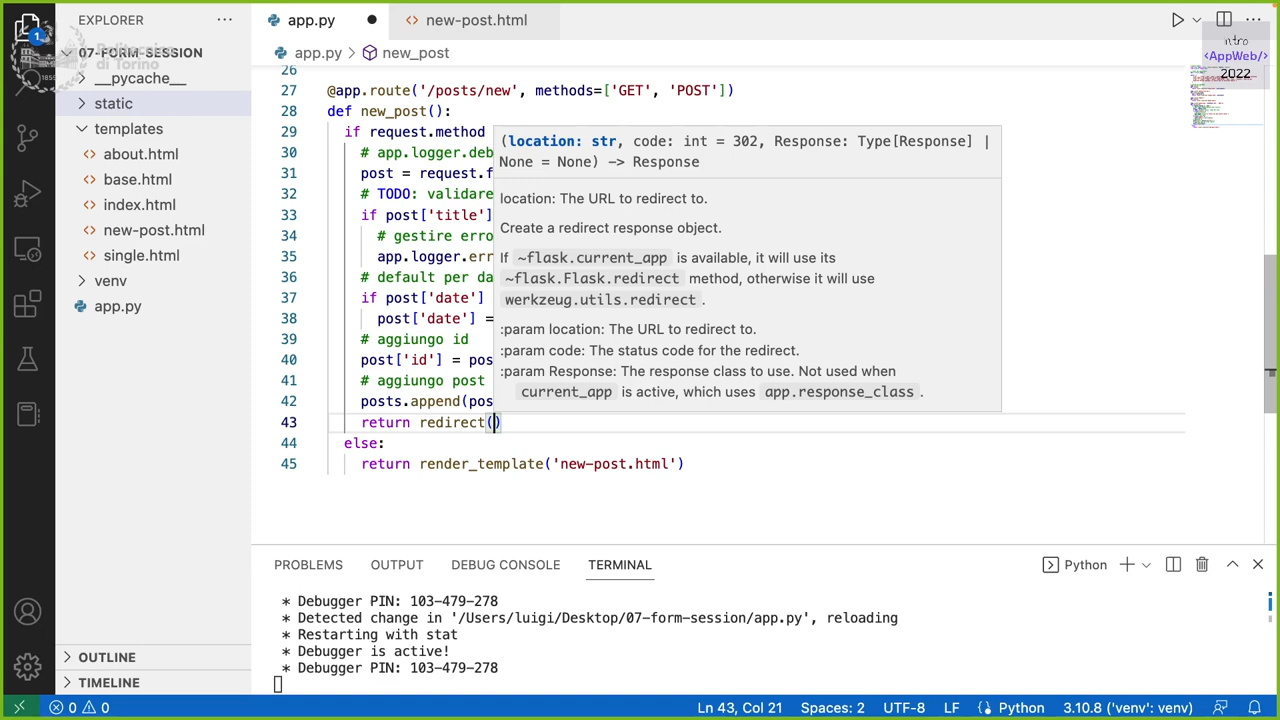 EXPLORER
07-FORM-SESSION
__pycache__
static
templates
about.html
base.html
index.html
new-post.html
single.html
venv
app.py
OUTLINE
TIMELINE
1
Politecnico
di Torino
1859
app.py
new-post.html
app.py > new_post
intro
<AppWeb/>
2022
26
27 @app.route('/posts/new', methods=['GET', 'POST'])
28 def new_post():
29 if request.method
30 # app.logger.deb
31 post = request.f
32 # TODO: validare
33 if post['title']
34 # gestire erro
35 app.logger.err
36 # default per da
37 if post['date']
38 post['date'] =
39 # aggiungo id
40 post['id'] = pos
41 # aggiungo post
42 posts.append(pos
43 return redirect()
44 else:
45 return render_template('new-post.html')
(location: str, code: int = 302, Response: Type[Response] |
None = None) -> Response
location: The URL to redirect to.
Create a redirect response object.
If ~flask.current_app is available, it will use its
~flask.Flask.redirect method, otherwise it will use
werkzeug.utils.redirect .
:param location: The URL to redirect to.
:param code: The status code for the redirect.
:param Response: The response class to use. Not used when
current_app is active, which uses app.response_class .
PROBLEMS OUTPUT DEBUG CONSOLE TERMINAL
Python
* Debugger PIN: 103-479-278
* Detected change in '/Users/luigi/Desktop/07-form-session/app.py', reloading
* Restarting with stat
* Debugger is active!
* Debugger PIN: 103-479-278
0 0 Ln 43, Col 21 Spaces: 2 UTF-8 LF Python 3.10.8 ('venv': venv)